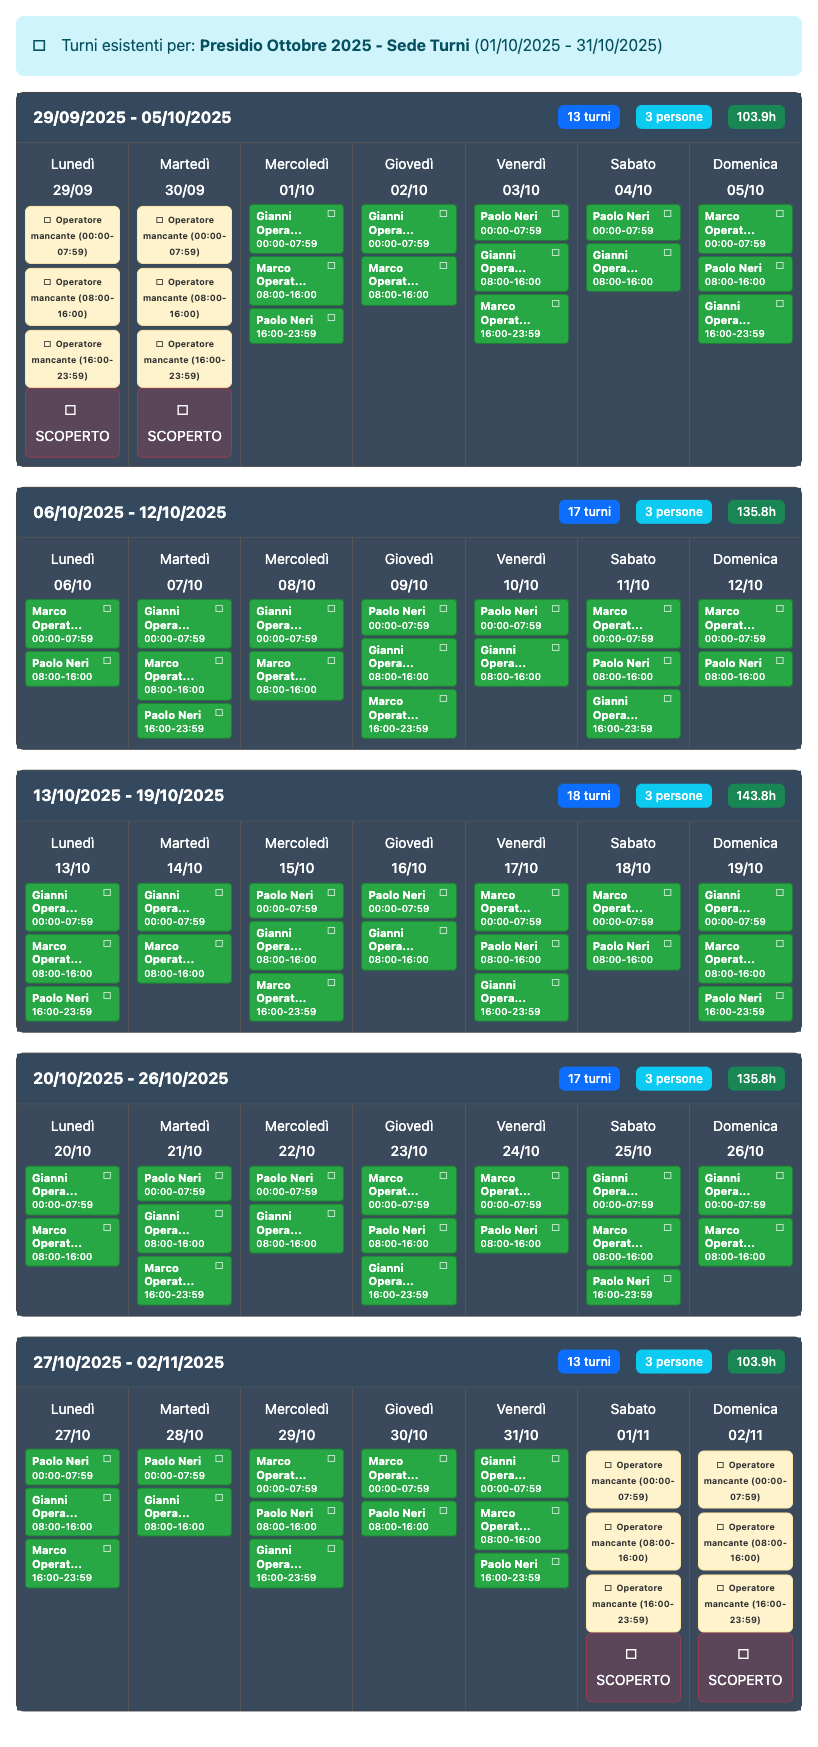 Turni esistenti per: Presidio Ottobre 2025 - Sede Turni (01/10/2025 - 31/10/2025)
29/09/2025 - 05/10/2025
13 turni
3 persone
103.9h
Lunedì
29/09
Operatore
mancante (00:00-
07:59)
Operatore
mancante (08:00-
16:00)
Operatore
mancante (16:00-
23:59)
SCOPERTO
Martedì
30/09
Operatore
mancante (00:00-
07:59)
Operatore
mancante (08:00-
16:00)
Operatore
mancante (16:00-
23:59)
SCOPERTO
Mercoledì
01/10
Gianni
Opera...
00:00-07:59
Marco
Operat...
08:00-16:00
Paolo Neri
16:00-23:59
Giovedì
02/10
Gianni
Opera...
00:00-07:59
Marco
Operat...
08:00-16:00
Venerdì
03/10
Paolo Neri
00:00-07:59
Gianni
Opera...
08:00-16:00
Marco
Operat...
16:00-23:59
Sabato
04/10
Paolo Neri
00:00-07:59
Gianni
Opera...
08:00-16:00
Domenica
05/10
Marco
Operat...
00:00-07:59
Paolo Neri
08:00-16:00
Gianni
Opera...
16:00-23:59
06/10/2025 - 12/10/2025
17 turni
3 persone
135.8h
Lunedì
06/10
Marco
Operat...
00:00-07:59
Paolo Neri
08:00-16:00
Martedì
07/10
Gianni
Opera...
00:00-07:59
Marco
Operat...
08:00-16:00
Paolo Neri
16:00-23:59
Mercoledì
08/10
Gianni
Opera...
00:00-07:59
Marco
Operat...
08:00-16:00
Giovedì
09/10
Paolo Neri
00:00-07:59
Gianni
Opera...
08:00-16:00
Marco
Operat...
16:00-23:59
Venerdì
10/10
Paolo Neri
00:00-07:59
Gianni
Opera...
08:00-16:00
Sabato
11/10
Marco
Operat...
00:00-07:59
Paolo Neri
08:00-16:00
Gianni
Opera...
16:00-23:59
Domenica
12/10
Marco
Operat...
00:00-07:59
Paolo Neri
08:00-16:00
13/10/2025 - 19/10/2025
18 turni
3 persone
143.8h
Lunedì
13/10
Gianni
Opera...
00:00-07:59
Marco
Operat...
08:00-16:00
Paolo Neri
16:00-23:59
Martedì
14/10
Gianni
Opera...
00:00-07:59
Marco
Operat...
08:00-16:00
Mercoledì
15/10
Paolo Neri
00:00-07:59
Gianni
Opera...
08:00-16:00
Marco
Operat...
16:00-23:59
Giovedì
16/10
Paolo Neri
00:00-07:59
Gianni
Opera...
08:00-16:00
Venerdì
17/10
Marco
Operat...
00:00-07:59
Paolo Neri
08:00-16:00
Gianni
Opera...
16:00-23:59
Sabato
18/10
Marco
Operat...
00:00-07:59
Paolo Neri
08:00-16:00
Domenica
19/10
Gianni
Opera...
00:00-07:59
Marco
Operat...
08:00-16:00
Paolo Neri
16:00-23:59
20/10/2025 - 26/10/2025
17 turni
3 persone
135.8h
Lunedì
20/10
Gianni
Opera...
00:00-07:59
Marco
Operat...
08:00-16:00
Martedì
21/10
Paolo Neri
00:00-07:59
Gianni
Opera...
08:00-16:00
Marco
Operat...
16:00-23:59
Mercoledì
22/10
Paolo Neri
00:00-07:59
Gianni
Opera...
08:00-16:00
Giovedì
23/10
Marco
Operat...
00:00-07:59
Paolo Neri
08:00-16:00
Gianni
Opera...
16:00-23:59
Venerdì
24/10
Marco
Operat...
00:00-07:59
Paolo Neri
08:00-16:00
Sabato
25/10
Gianni
Opera...
00:00-07:59
Marco
Operat...
08:00-16:00
Paolo Neri
16:00-23:59
Domenica
26/10
Gianni
Opera...
00:00-07:59
Marco
Operat...
08:00-16:00
27/10/2025 - 02/11/2025
13 turni
3 persone
103.9h
Lunedì
27/10
Paolo Neri
00:00-07:59
Gianni
Opera...
08:00-16:00
Marco
Operat...
16:00-23:59
Martedì
28/10
Paolo Neri
00:00-07:59
Gianni
Opera...
08:00-16:00
Mercoledì
29/10
Marco
Operat...
00:00-07:59
Paolo Neri
08:00-16:00
Gianni
Opera...
16:00-23:59
Giovedì
30/10
Marco
Operat...
00:00-07:59
Paolo Neri
08:00-16:00
Venerdì
31/10
Gianni
Opera...
00:00-07:59
Marco
Operat...
08:00-16:00
Paolo Neri
16:00-23:59
Sabato
01/11
Operatore
mancante (00:00-
07:59)
Operatore
mancante (08:00-
16:00)
Operatore
mancante (16:00-
23:59)
SCOPERTO
Domenica
02/11
Operatore
mancante (00:00-
07:59)
Operatore
mancante (08:00-
16:00)
Operatore
mancante (16:00-
23:59)
SCOPERTO